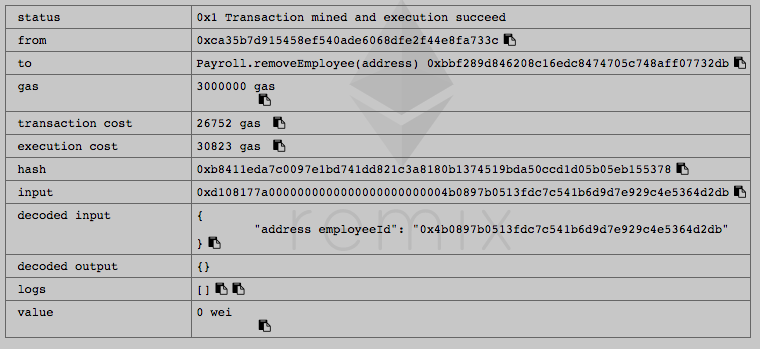 status 0x1 Transaction mined and execution succeed
from 0xca35b7d915458ef540ade6068dfe2f44e8fa733c
to Payroll.removeEmployee(address) 0xbbf289d846208c16edc8474705c748aff07732db
gas 3000000 gas
transaction cost 26752 gas
execution cost 30823 gas
hash 0xb8411eda7c0097e1bd741dd821c3a8180b1374519bda50ccd1d05b05eb155378
input 0xd108177a0000000000000000000000004b0897b0513fdc7c541b6d9d7e929c4e5364d2db
decoded input {
"address employeeId": "0x4b0897b0513fdc7c541b6d9d7e929c4e5364d2db"
}
remix
decoded output {}
logs []
value 0 wei